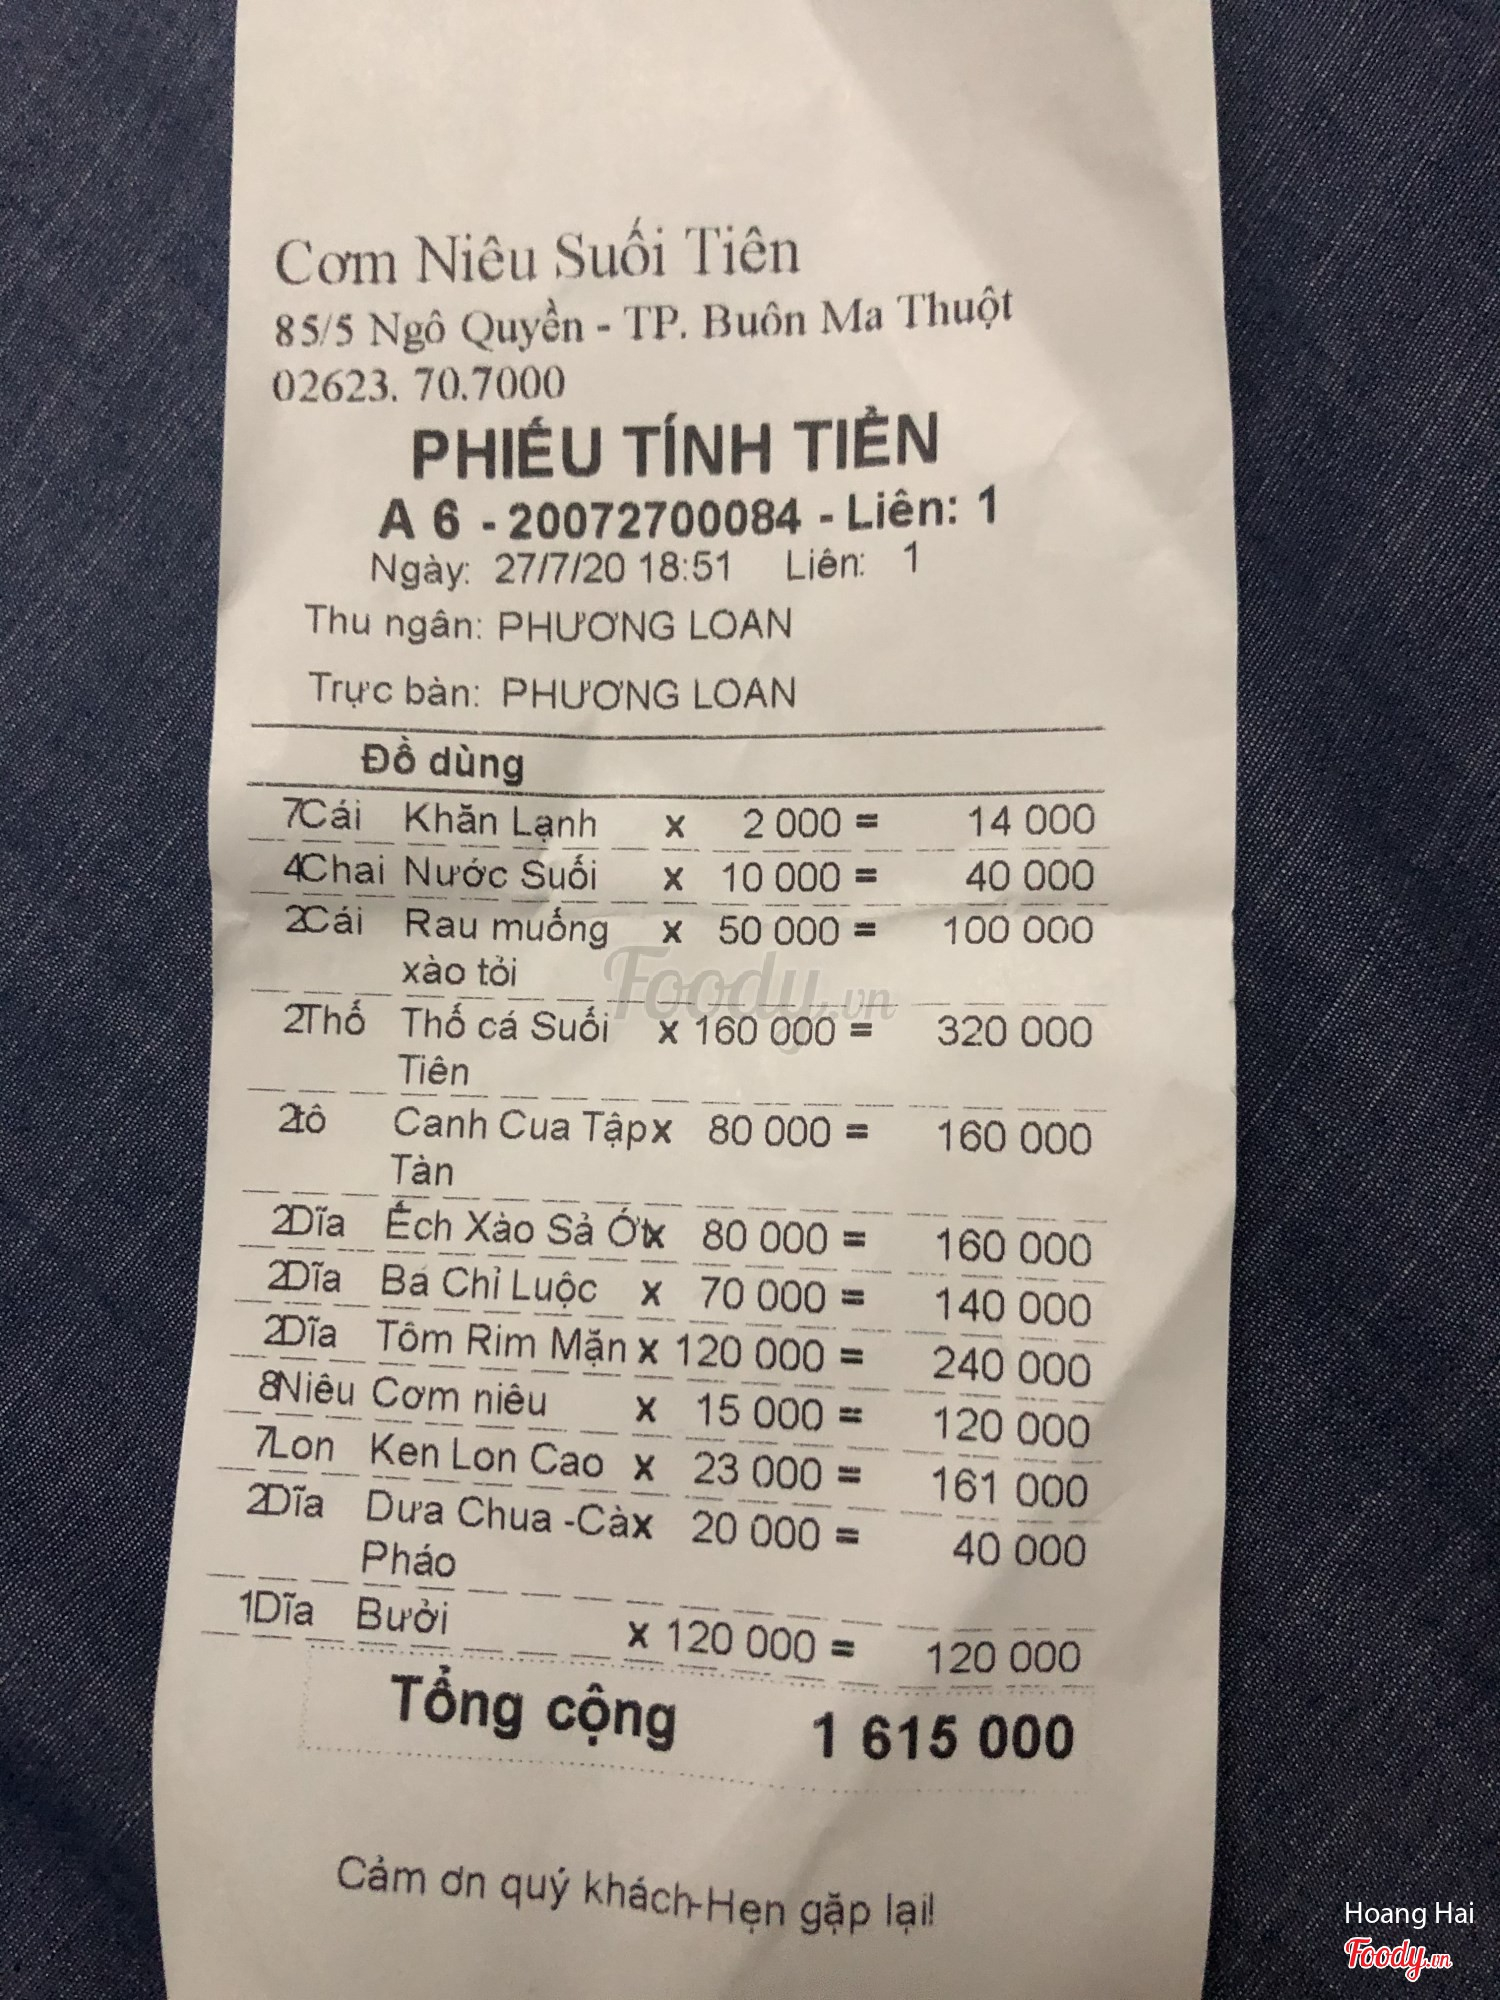 Cơm Niêu Suối Tiên
85/5 Ngô Quyền - TP. Buôn Ma Thuột
02623. 70.7000
PHIẾU TÍNH TIỀN
A 6 - 20072700084 - Liên: 1
Ngày: 27/7/20 18:51 Liên: 1
Thu ngân: PHƯƠNG LOAN
Trực bàn: PHƯƠNG LOAN
Đồ dùng
7Cái Khăn Lạnh x 2 000 = 14 000
4Chai Nước Suối x 10 000 = 40 000
2Cái Rau muống x 50 000 = 100 000
xào tỏi
Foody.vn
2Thố Thố cá Suối x 160 000 = 320 000
Tiên
2tô Canh Cua Tập x 80 000 = 160 000
Tàn
2Dĩa Ếch Xào Sả Ớt x 80 000 = 160 000
2Dĩa Ba Chỉ Luộc x 70 000 = 140 000
2Dĩa Tôm Rim Mặn x 120 000 = 240 000
8Niêu Cơm niêu x 15 000 = 120 000
7Lon Ken Lon Cao x 23 000 = 161 000
2Dĩa Dưa Chua -Cà x 20 000 = 40 000
Pháo
1Dĩa Bưởi x 120 000 = 120 000
Tổng cộng 1 615 000
Cảm ơn quý khách-Hẹn gặp lại!
Hoang Hai
Foody.vn